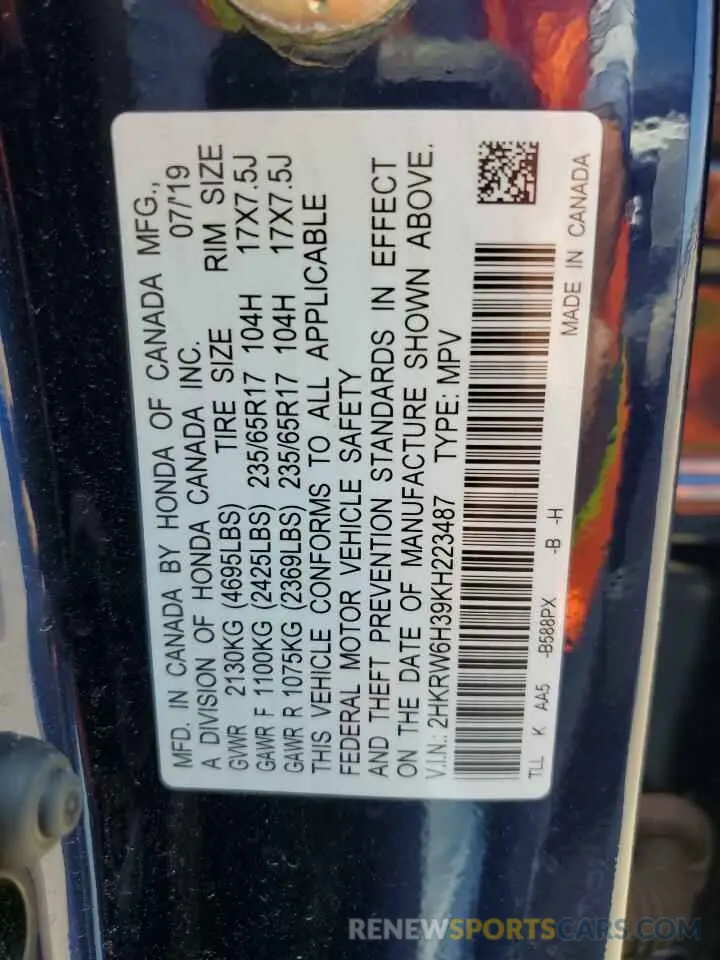 MFD. IN CANADA BY HONDA OF CANADA MFG.,
A DIVISION OF HONDA CANADA INC. 07/'19
GVWR 2130KG (4695LBS) TIRE SIZE RIM SIZE
GAWR F 1100KG (2425LBS) 235/65R17 104H 17X7.5J
GAWR R 1075KG (2369LBS) 235/65R17 104H 17X7.5J
THIS VEHICLE CONFORMS TO ALL APPLICABLE
FEDERAL MOTOR VEHICLE SAFETY
AND THEFT PREVENTION STANDARDS IN EFFECT
ON THE DATE OF MANUFACTURE SHOWN ABOVE.
V.I.N.: 2HKRW6H39KH223487 TYPE: MPV
TLL K AA5 -B588PX -B -H MADE IN CANADA
RENEWSPORTSCARS.COM